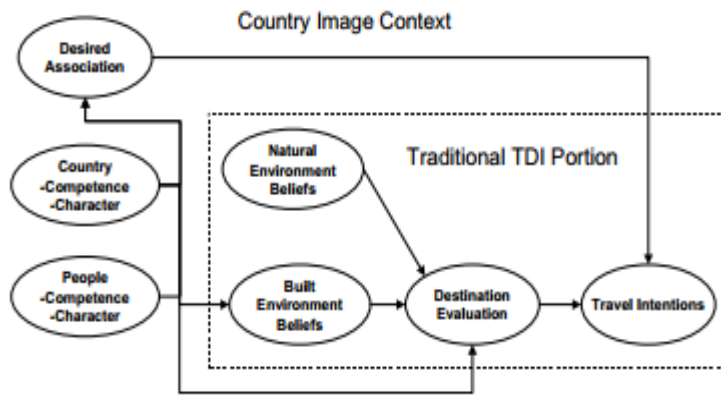 Country Image Context
Desired
Association
Traditional TDI Portion
Natural
Environment
Beliefs
Country
-Competence
-Character
People
-Competence
-Character
Built
Environment
Beliefs
Destination
Evaluation
Travel Intentions